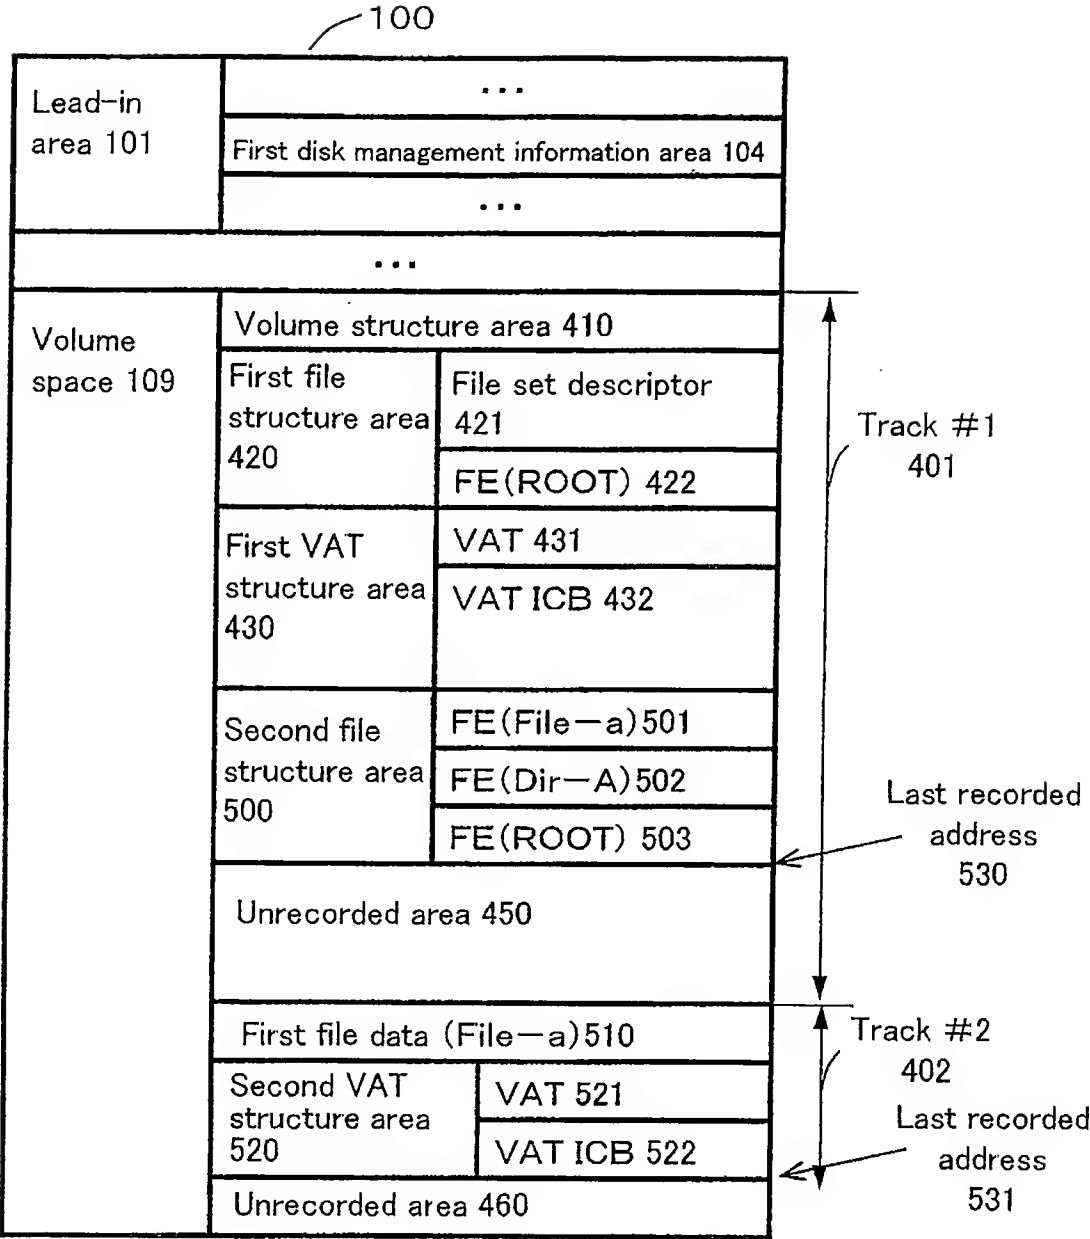 100
Lead-in
area 101
...
First disk management information area 104
...
...
Volume
space 109
Volume structure area 410
First file
structure area
420
File set descriptor
421
FE(ROOT) 422
First VAT
structure area
430
VAT 431
VAT ICB 432
Second file
structure area
500
FE(File-a)501
FE(Dir-A)502
FE(ROOT) 503
Unrecorded area 450
Track #1
401
Last recorded
address
530
First file data (File-a)510
Second VAT
structure area
520
VAT 521
VAT ICB 522
Unrecorded area 460
Track #2
402
Last recorded
address
531